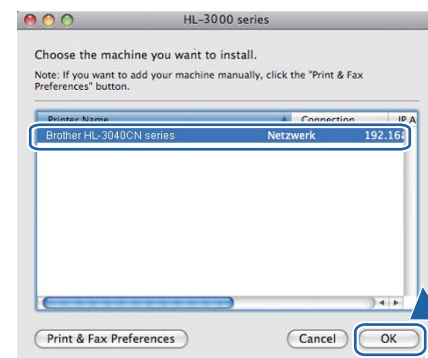 HL-3000 series
Choose the machine you want to install.
Note: If you want to add your machine manually, click the "Print & Fax
Preferences" button.
Printer Name Connection IP A
Brother HL-3040CN series Netzwerk 192.168
Print & Fax Preferences Cancel OK